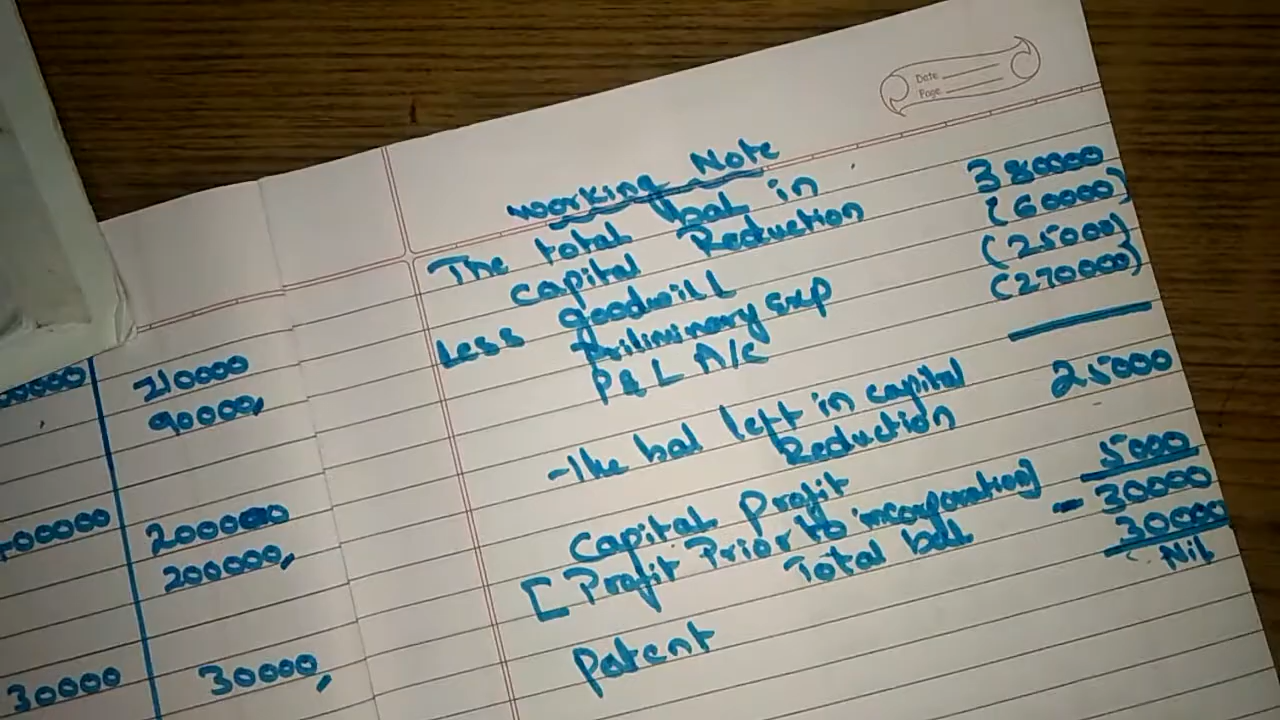 Date
Page
Working Note
The total bal in 380000
capital Reduction (60000)
Less goodwill (25000)
Priliminary Exp (270000)
P & L A/C
The bal left in capital 25000
Reduction
Capital Profit 5000
[Profit Prior to incorporation] 30000
Total bal 30000
Patent Nil
210000
90000,
200000
200000,
30000 30000,